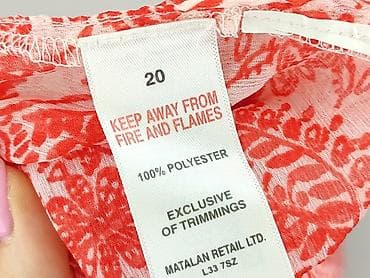 20
KEEP AWAY FROM
FIRE AND FLAMES
100% POLYESTER
EXCLUSIVE
OF TRIMMINGS
MATALAN RETAIL LTD.
L33 7SZ